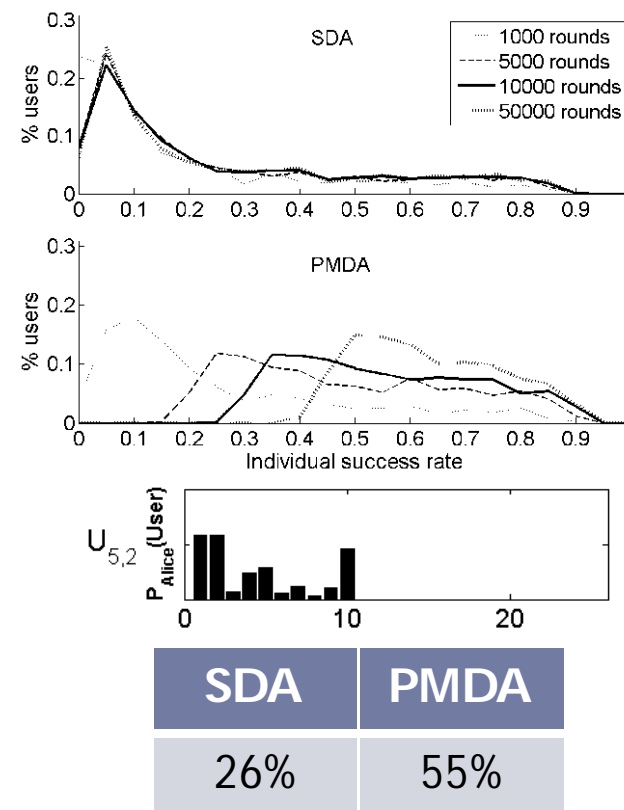 0.3
SDA
1000 rounds
5000 rounds
10000 rounds
50000 rounds
0.2
0.1
0
% users
0 0.1 0.2 0.3 0.4 0.5 0.6 0.7 0.8 0.9
0.3
PMDA
0.2
0.1
0
% users
0 0.1 0.2 0.3 0.4 0.5 0.6 0.7 0.8 0.9
Individual success rate
U5,2
PAlice(User)
0 10 20
SDA PMDA
26% 55%